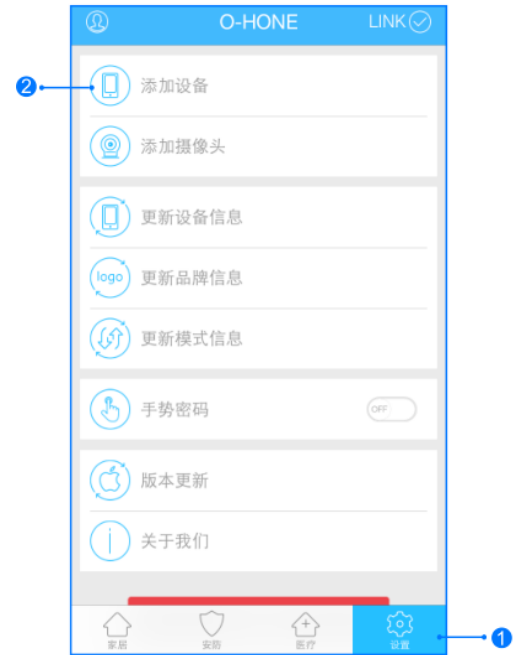 O-HONE LINK
2 添加设备
添加摄像头
更新设备信息
logo 更新品牌信息
更新模式信息
手势密码 OFF
版本更新
关于我们
家居 安防 医疗 设置 1